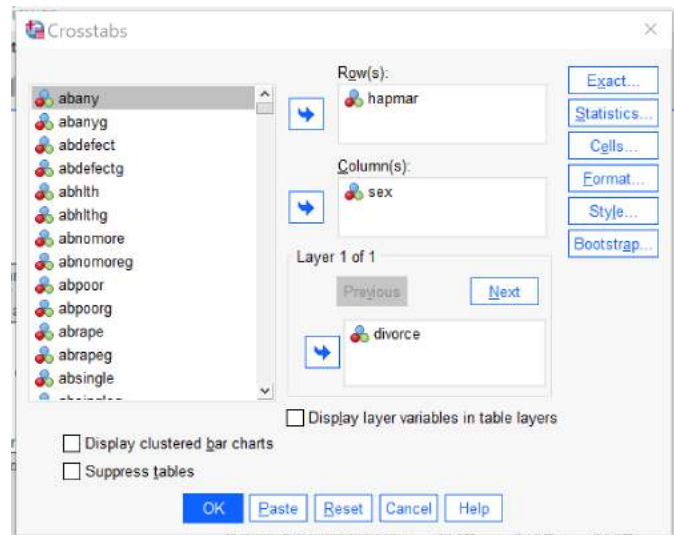 Crosstabs
abany
abanyg
abdefect
abdefectg
abhlth
abhlthg
abnomore
abnomoreg
abpoor
abpoorg
abrape
abrapeg
absingle
Row(s):
hapmar
Column(s):
sex
Layer 1 of 1
Previous
Next
divorce
Display layer variables in table layers
Exact...
Statistics...
Cells...
Format...
Style...
Bootstrap...
Display clustered bar charts
Suppress tables
OK Paste Reset Cancel Help